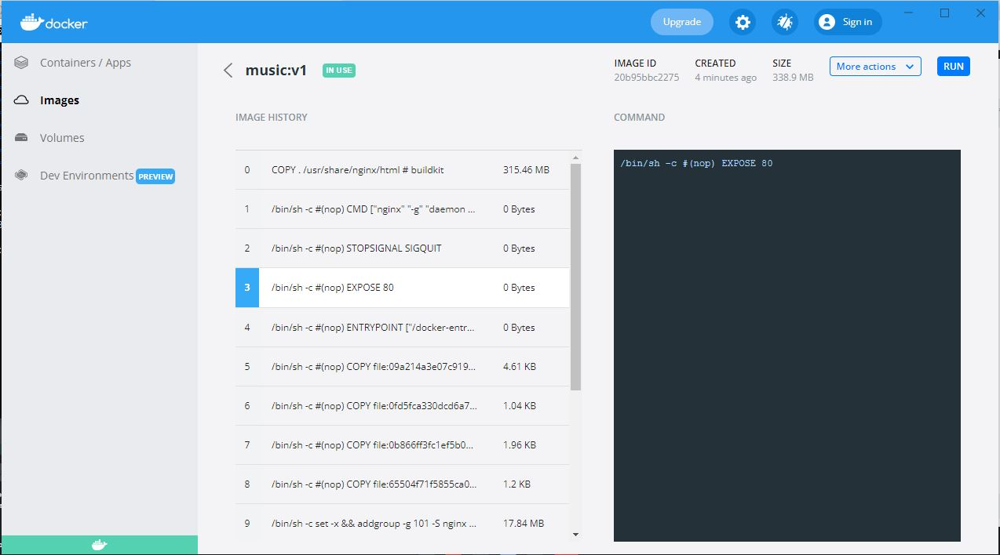 docker
Upgrade
Sign in
Containers / Apps
Images
Volumes
Dev Environments PREVIEW
music:v1 IN USE
IMAGE ID
20b95bbc2275
CREATED
4 minutes ago
SIZE
338.9 MB
More actions
RUN
IMAGE HISTORY
0 COPY . /usr/share/nginx/html # buildkit 315.46 MB
1 /bin/sh -c #(nop) CMD ["nginx" "-g" "daemon ... 0 Bytes
2 /bin/sh -c #(nop) STOPSIGNAL SIGQUIT 0 Bytes
3 /bin/sh -c #(nop) EXPOSE 80 0 Bytes
4 /bin/sh -c #(nop) ENTRYPOINT ["/docker-entr... 0 Bytes
5 /bin/sh -c #(nop) COPY file:09a214a3e07c919... 4.61 KB
6 /bin/sh -c #(nop) COPY file:0fd5fca330dcd6a7... 1.04 KB
7 /bin/sh -c #(nop) COPY file:0b866ff3fc1ef5b0... 1.96 KB
8 /bin/sh -c #(nop) COPY file:65504f71f5855ca0... 1.2 KB
9 /bin/sh -c set -x && addgroup -g 101 -S nginx ... 17.84 MB
COMMAND
/bin/sh -c #(nop) EXPOSE 80